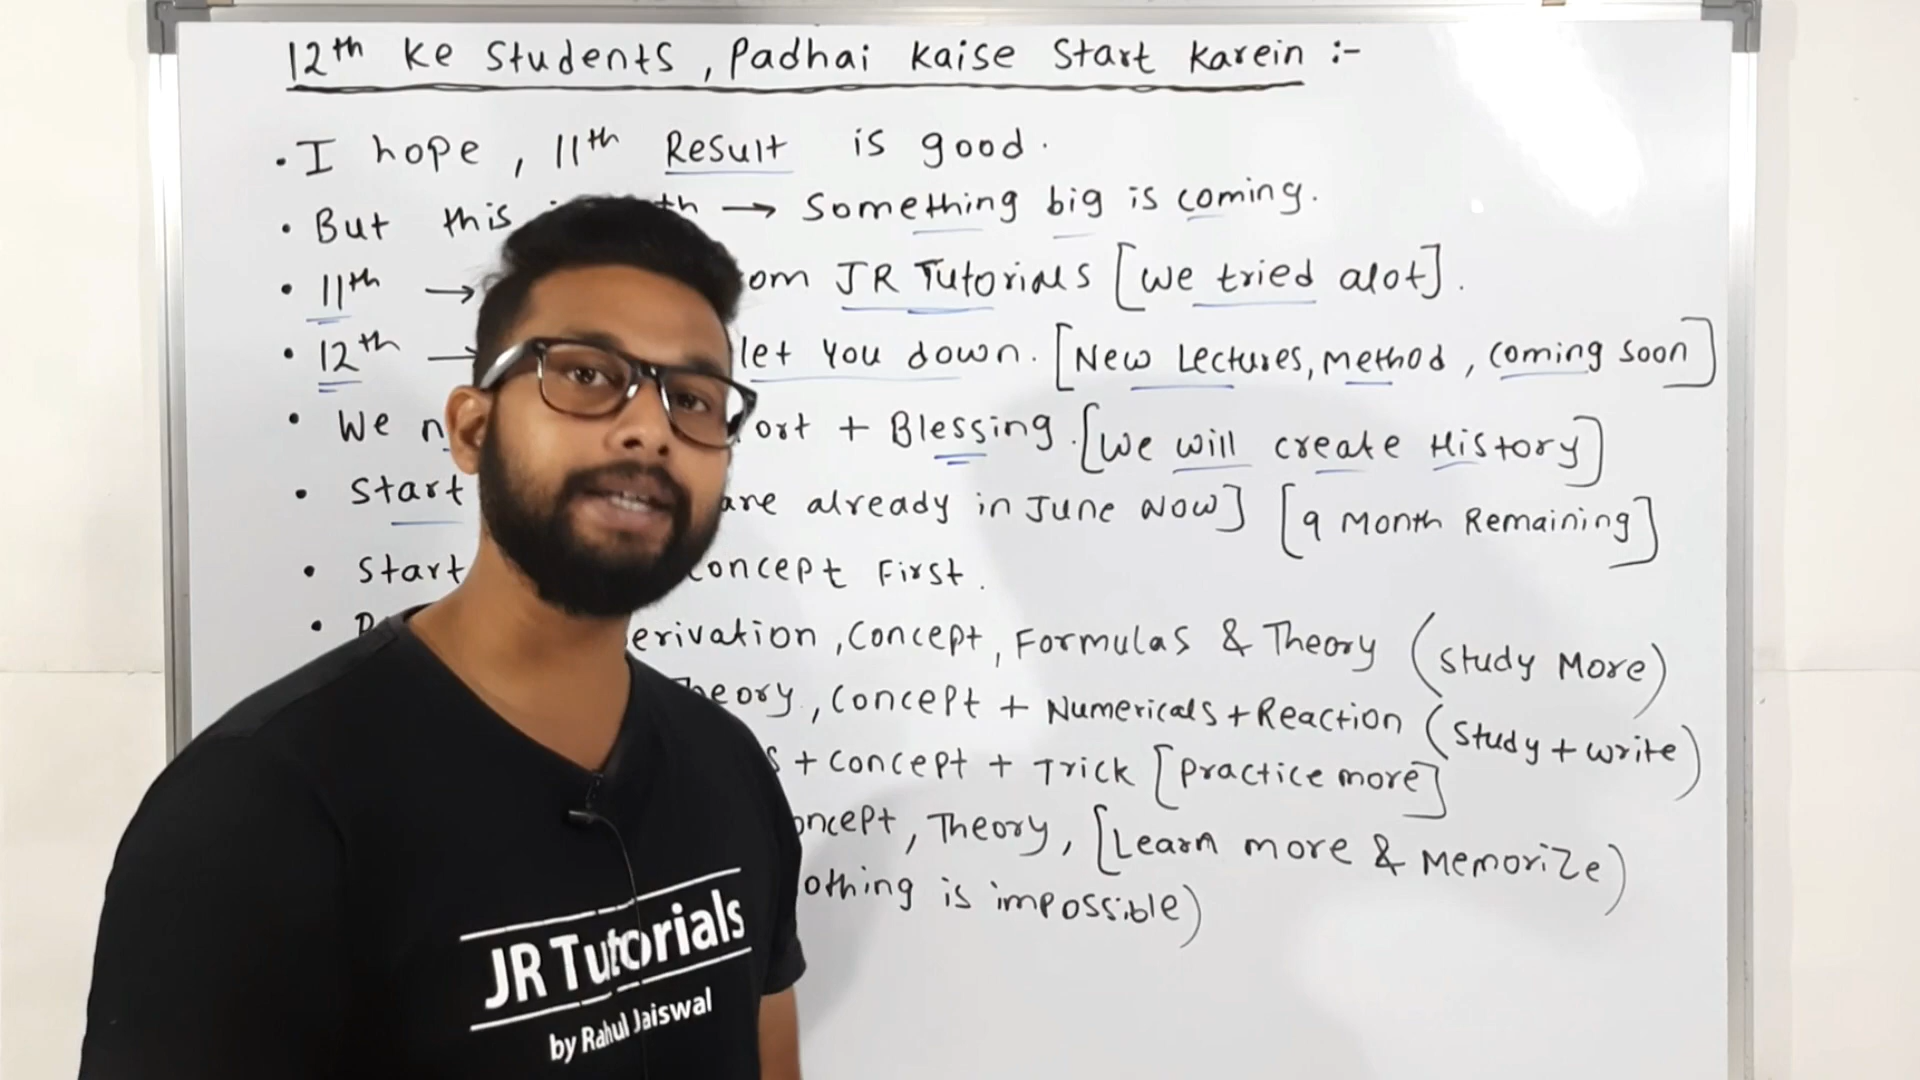 12th Ke Students, Padhai Kaise Start Karein :-
• I hope, 11th Result is good.
• But this th → Something big is coming.
• 11th → om JR Tutorials [We tried alot].
• 12th → let You down. [New Lectures, Method, Coming Soon]
• We n ort + Blessing. [We will create History]
• Start are already in June Now] [9 Month Remaining]
• Start concept First.
• erivation, Concept, Formulas & Theory (Study More)
heory, Concept + Numericals + Reaction (Study + Write)
s + Concept + Trick [Practice more]
oncept, Theory, [Learn more & Memorize)
othing is impossible)
JR Tutorials
by Rahul Jaiswal